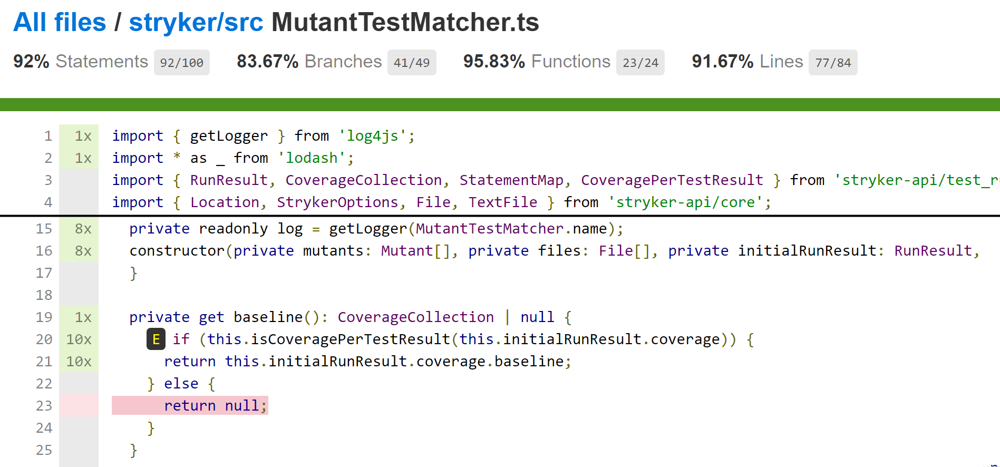 All files / stryker/src MutantTestMatcher.ts
92% Statements 92/100 83.67% Branches 41/49 95.83% Functions 23/24 91.67% Lines 77/84
1 1x import { getLogger } from 'log4js';
2 1x import * as _ from 'lodash';
3 import { RunResult, CoverageCollection, StatementMap, CoveragePerTestResult } from 'stryker-api/test_r
4 import { Location, StrykerOptions, File, TextFile } from 'stryker-api/core';
15 8x private readonly log = getLogger(MutantTestMatcher.name);
16 8x constructor(private mutants: Mutant[], private files: File[], private initialRunResult: RunResult,
17 }
18
19 1x private get baseline(): CoverageCollection | null {
20 10x E if (this.isCoveragePerTestResult(this.initialRunResult.coverage)) {
21 10x return this.initialRunResult.coverage.baseline;
22 } else {
23 return null;
24 }
25 }